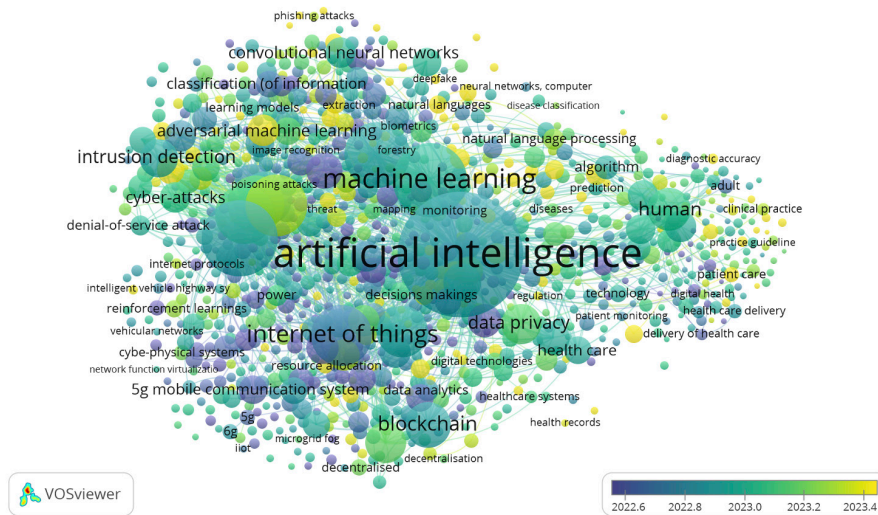 phishing attacks
convolutional neural networks
deepfake
classification (of information
neural networks, computer
learning models
extraction
natural languages
disease classification
adversarial machine learning
biometrics
natural language processing
intrusion detection
image recognition
forestry
algorithm
diagnostic accuracy
poisoning attacks
machine learning
prediction
adult
cyber-attacks
threat
mapping
monitoring
diseases
human
clinical practice
denial-of-service attack
practice guideline
artificial intelligence
internet protocols
patient care
intelligent vehicle highway sy
power
decisions makings
regulation
technology
digital health
reinforcement learnings
patient monitoring
health care delivery
vehicular networks
internet of things
data privacy
delivery of health care
cybe-physical systems
health care
network function virtualizatio
resource allocation
digital technologies
5g mobile communication system
data analytics
healthcare systems
5g
blockchain
health records
6g
microgrid fog
iiot
decentralised
decentralisation
VOSviewer
2022.6 2022.8 2023.0 2023.2 2023.4